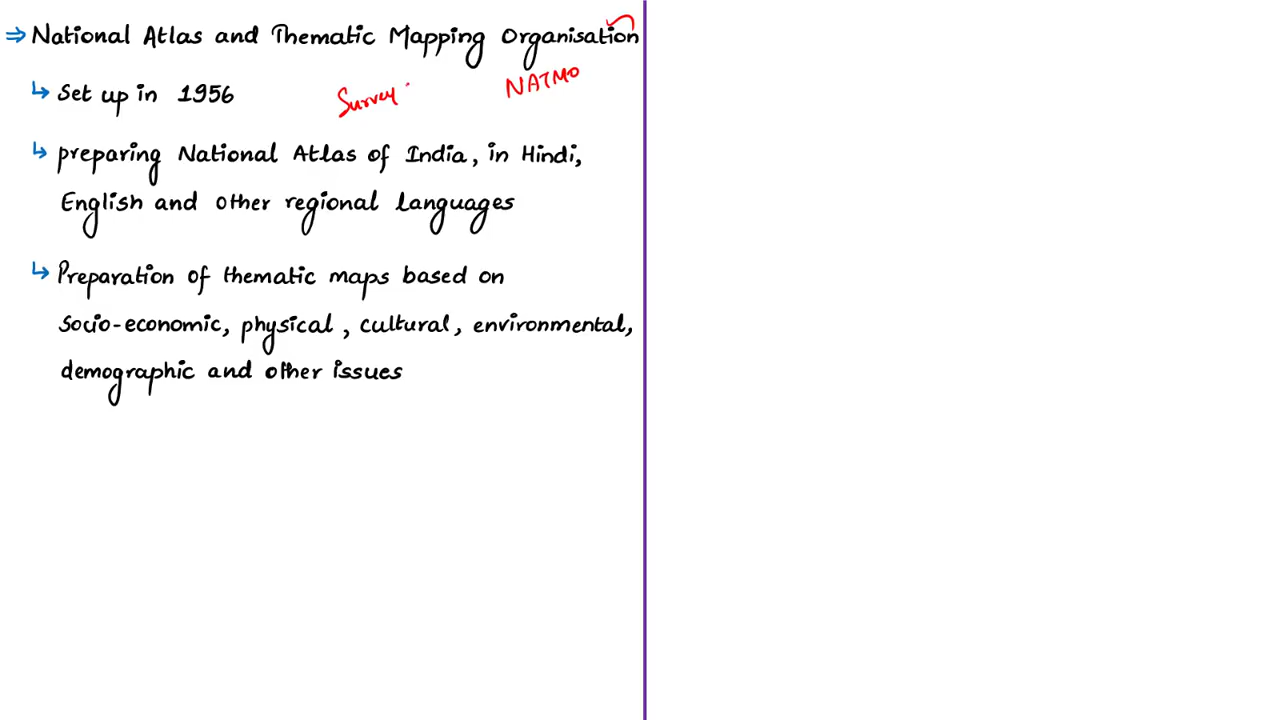 ⇒ National Atlas and Thematic Mapping Organisation
↳ Set up in 1956
Survey
NATMO
↳ preparing National Atlas of India, in Hindi,
English and other regional languages
↳ Preparation of thematic maps based on
Socio-economic, physical, cultural, environmental,
demographic and other issues